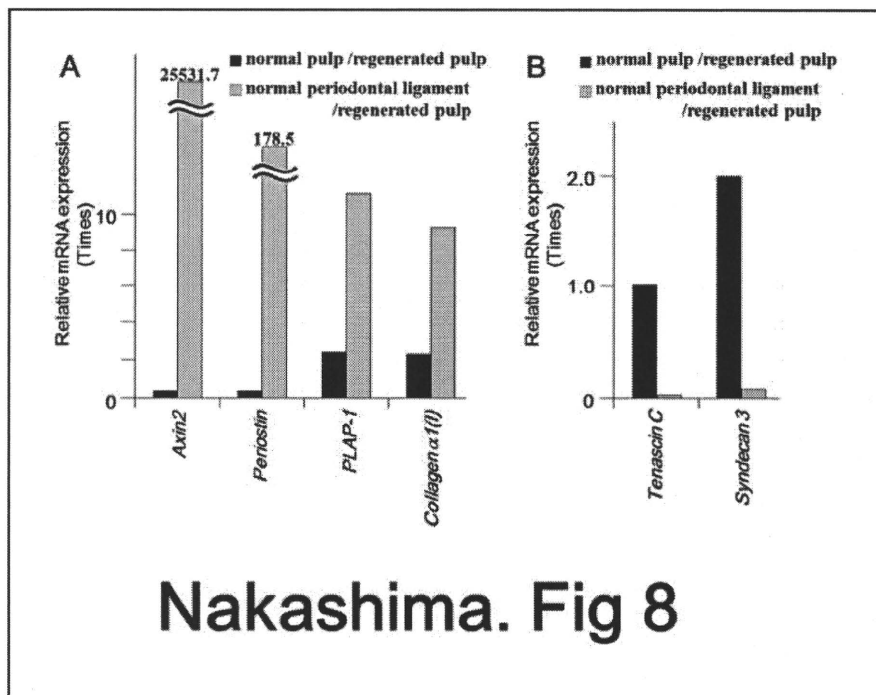 A
normal pulp /regenerated pulp
normal periodontal ligament
/regenerated pulp
25531.7
178.5
Relative mRNA expression
(Times)
10
0
Axin2
Periostin
PLAP-1
Collagen α1(I)
B
normal pulp /regenerated pulp
normal periodontal ligament
/regenerated pulp
Relative mRNA expression
(Times)
2.0
1.0
0
Tenascin C
Syndecan 3
Nakashima. Fig 8